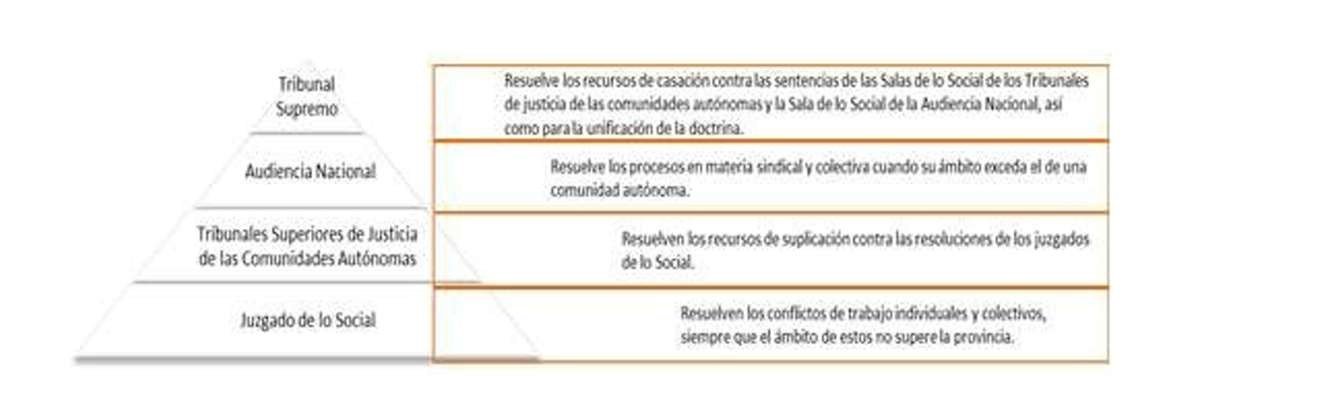 Tribunal
Supremo
Resuelve los recursos de casación contra las sentencias de las Salas de lo Social de los Tribunales
de justicia de las comunidades autónomas y la Sala de lo Social de la Audiencia Nacional, así
como para la unificación de la doctrina.
Audiencia Nacional
Resuelve los procesos en materia sindical y colectiva cuando su ámbito exceda el de una
comunidad autónoma.
Tribunales Superiores de Justicia
de las Comunidades Autónomas
Resuelven los recursos de suplicación contra las resoluciones de los juzgados
de lo Social.
Juzgado de lo Social
Resuelven los conflictos de trabajo individuales y colectivos,
siempre que el ámbito de estos no supere la provincia.